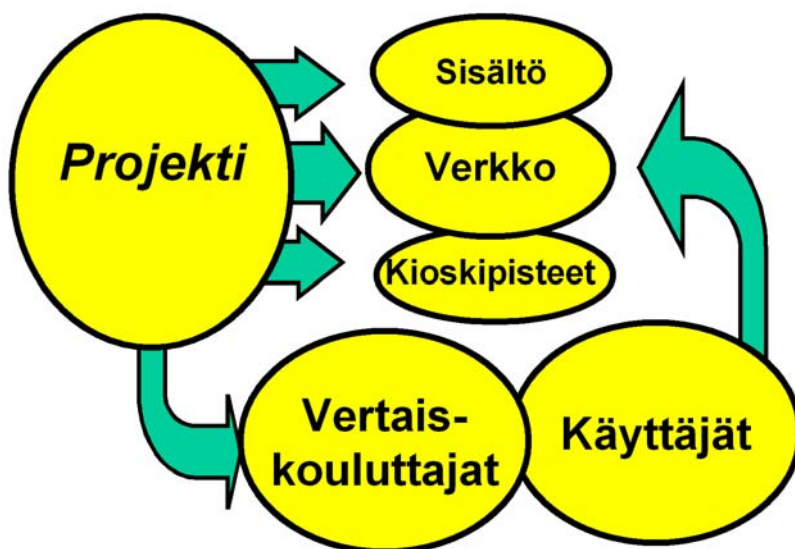 Sisältö
Projekti
Verkko
Kioskipisteet
Vertais-
kouluttajat
Käyttäjät